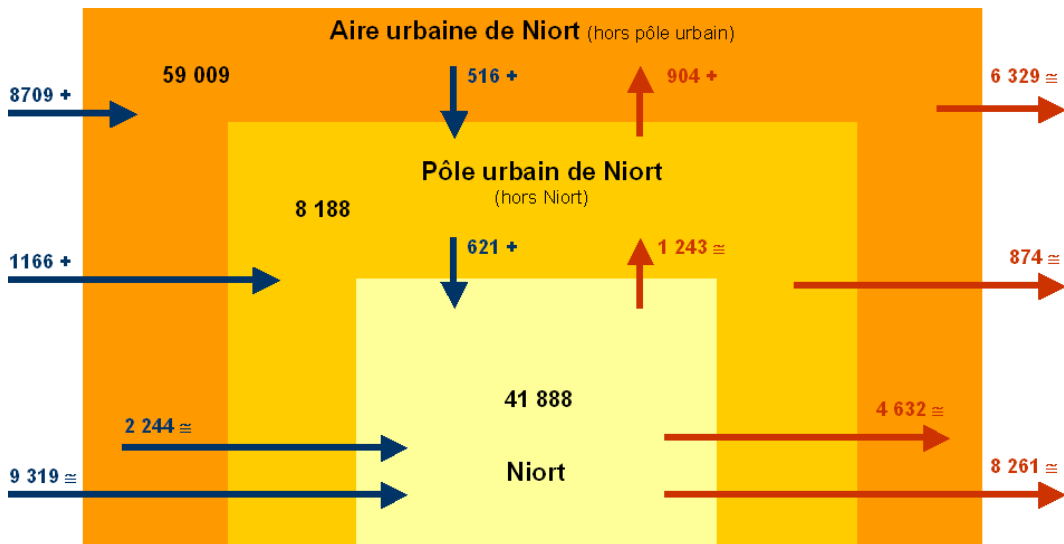 Aire urbaine de Niort (hors pôle urbain)
59 009
516 +
904 +
6 329 ≅
8709 +
Pôle urbain de Niort
(hors Niort)
8 188
621 +
1 243 ≅
874 ≅
1166 +
41 888
4 632 ≅
2 244 ≅
Niort
8 261 ≅
9 319 ≅